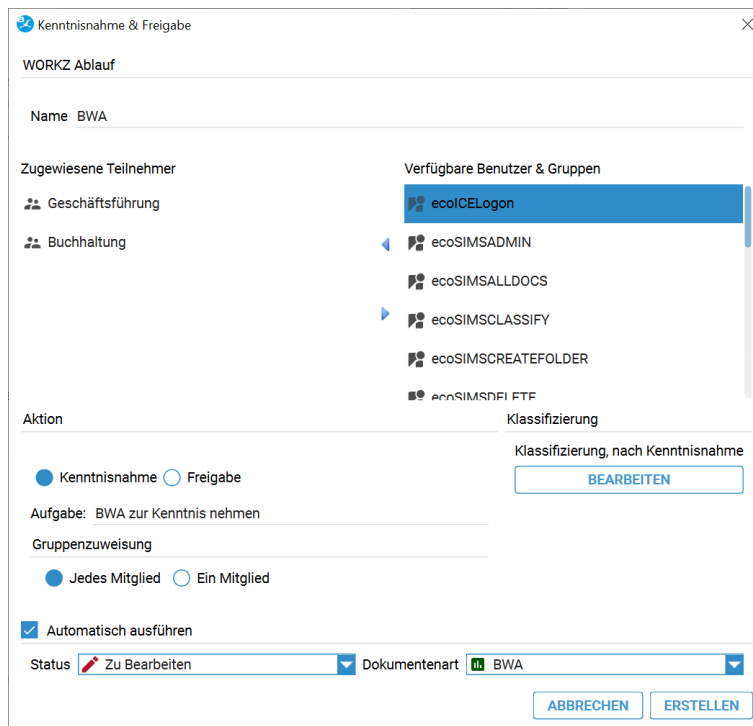 Kenntnisnahme & Freigabe
WORKZ Ablauf
Name BWA
Zugewiesene Teilnehmer
Geschäftsführung
Buchhaltung
Verfügbare Benutzer & Gruppen
ecoICELogon
ecoSIMSADMIN
ecoSIMSALLDOCS
ecoSIMSCLASSIFY
ecoSIMSCREATEFOLDER
ecoSIMSDELETE
Aktion
Kenntnisnahme Freigabe
Aufgabe: BWA zur Kenntnis nehmen
Gruppenzuweisung
Jedes Mitglied Ein Mitglied
Klassifizierung
Klassifizierung, nach Kenntnisnahme
BEARBEITEN
Automatisch ausführen
Status Zu Bearbeiten Dokumentenart BWA
ABBRECHEN ERSTELLEN